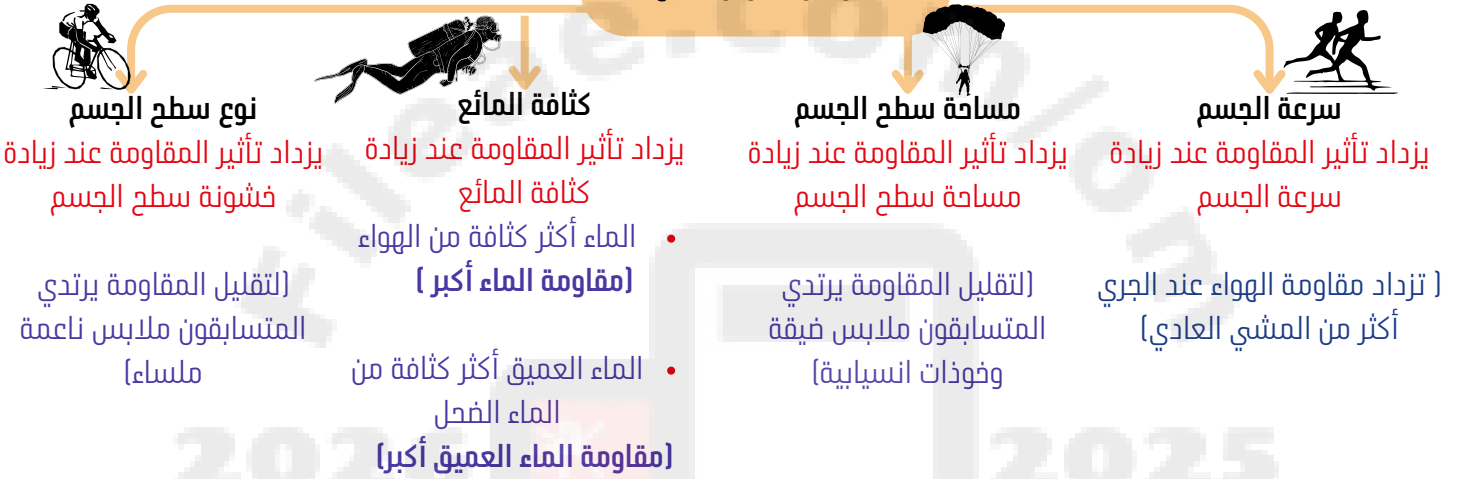 سرعة الجسم
يزداد تأثير المقاومة عند زيادة
سرعة الجسم
( تزداد مقاومة الهواء عند الجري
أكثر من المشي العادي)
مساحة سطح الجسم
يزداد تأثير المقاومة عند زيادة
مساحة سطح الجسم
(لتقليل المقاومة يرتدي
المتسابقون ملابس ضيقة
وخوذات انسيابية)
كثافة المائع
يزداد تأثير المقاومة عند زيادة
كثافة المائع
• الماء أكثر كثافة من الهواء
(مقاومة الماء أكبر )
• الماء العميق أكثر كثافة من
الماء الضحل
(مقاومة الماء العميق أكبر)
نوع سطح الجسم
يزداد تأثير المقاومة عند زيادة
خشونة سطح الجسم
(لتقليل المقاومة يرتدي
المتسابقون ملابس ناعمة
ملساء)
2025